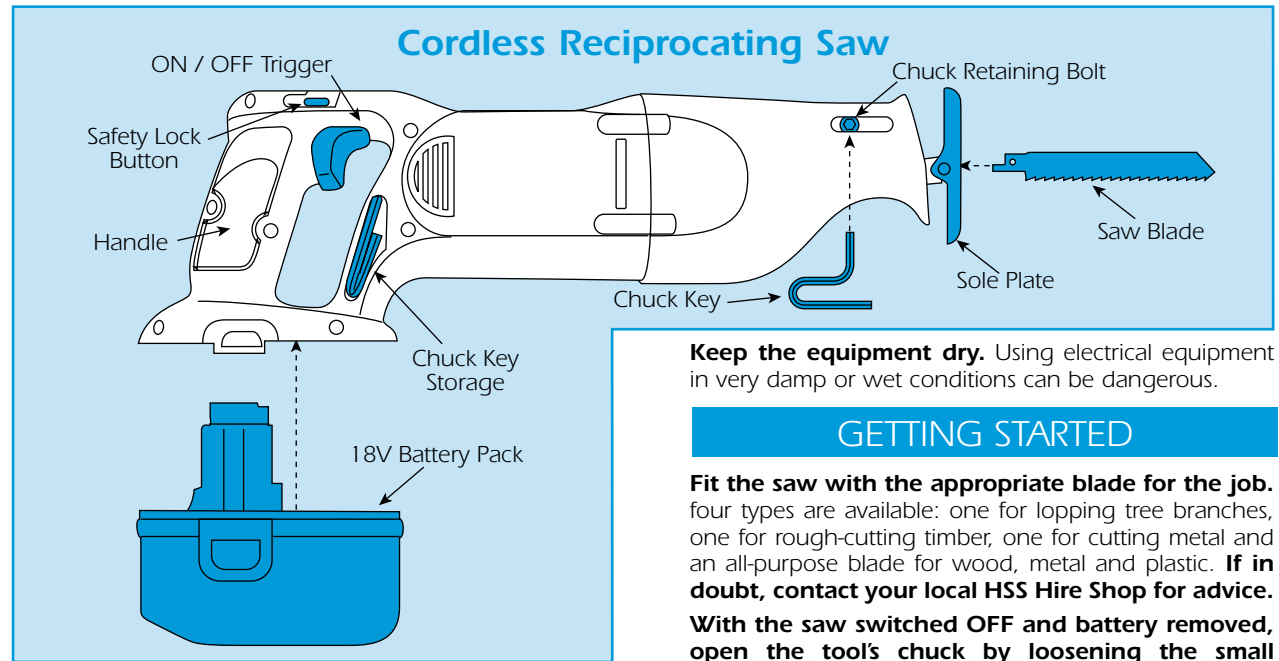 Cordless Reciprocating Saw
ON / OFF Trigger
Chuck Retaining Bolt
Safety Lock
Button
Handle
Saw Blade
Sole Plate
Chuck Key
Chuck Key
Storage
18V Battery Pack
Keep the equipment dry. Using electrical equipment
in very damp or wet conditions can be dangerous.
GETTING STARTED
Fit the saw with the appropriate blade for the job.
four types are available: one for lopping tree branches,
one for rough-cutting timber, one for cutting metal and
an all-purpose blade for wood, metal and plastic. If in
doubt, contact your local HSS Hire Shop for advice.
With the saw switched OFF and battery removed,
open the tool's chuck by loosening the small